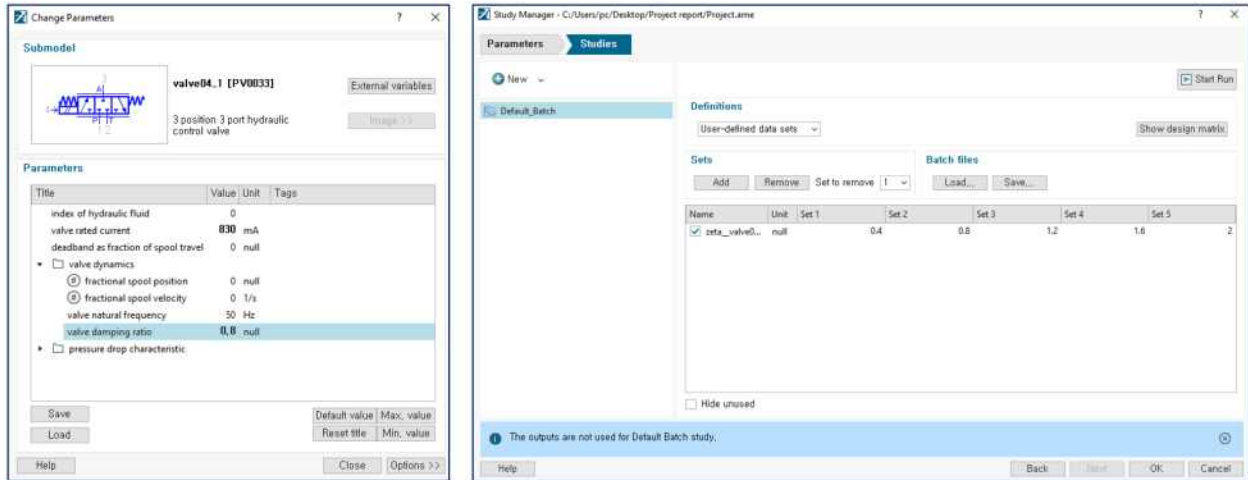 Change Parameters ? ×
Submodel
valve04_1 [PV0033]
External variables
3 position 3 port hydraulic
control valve
Image >>
Parameters
Title Value Unit Tags
index of hydraulic fluid 0
valve rated current 830 mA
deadband as fraction of spool travel 0 null
valve dynamics
# fractional spool position 0 null
# fractional spool velocity 0 1/s
valve natural frequency 50 Hz
valve damping ratio 0,8 null
pressure drop characteristic
Save Default value Max. value
Load Reset title Min. value
Help Close Options >>
Study Manager - C:/Users/pc/Desktop/Project report/Project.ame ? ×
Parameters Studies
New
Start Run
Default_Batch
Definitions
User-defined data sets
Show design matrix
Sets Batch files
Add Remove Set to remove 1 Load... Save...
Name Unit Set 1 Set 2 Set 3 Set 4 Set 5
zeta__valve0... null 0.4 0.8 1.2 1.6 2
Hide unused
The outputs are not used for Default Batch study.
Help Back Next OK Cancel